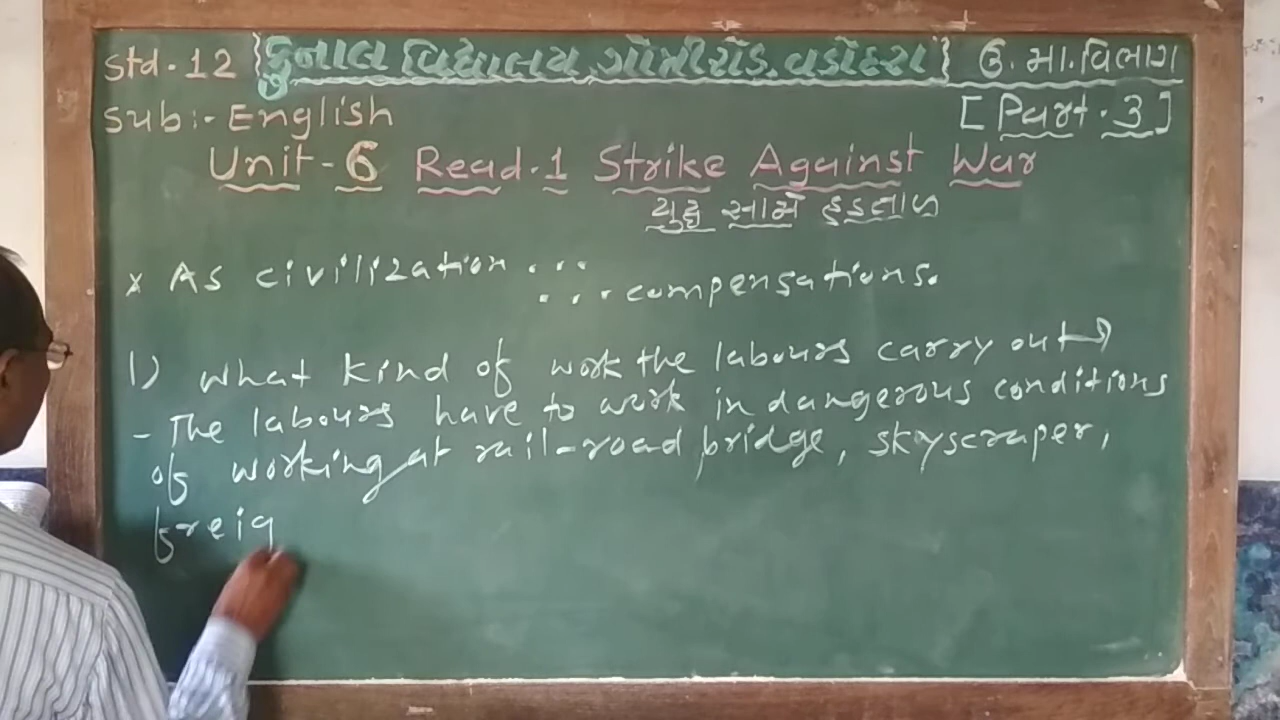 Std. 12 {કુનાલ વિદ્યાલય, ગોત્રીરોડ, વડોદરા} ઉ. મા. વિભાગ
Sub:- English [Part. 3]
Unit-6 Read.1 Strike Against War
યુદ્ધ સામે હડતાળ
x As civilization ...
... compensations.
1) What kind of work the labours carry out?
- The labours have to work in dangerous conditions
of working at rail-road bridge, skyscraper,
freig